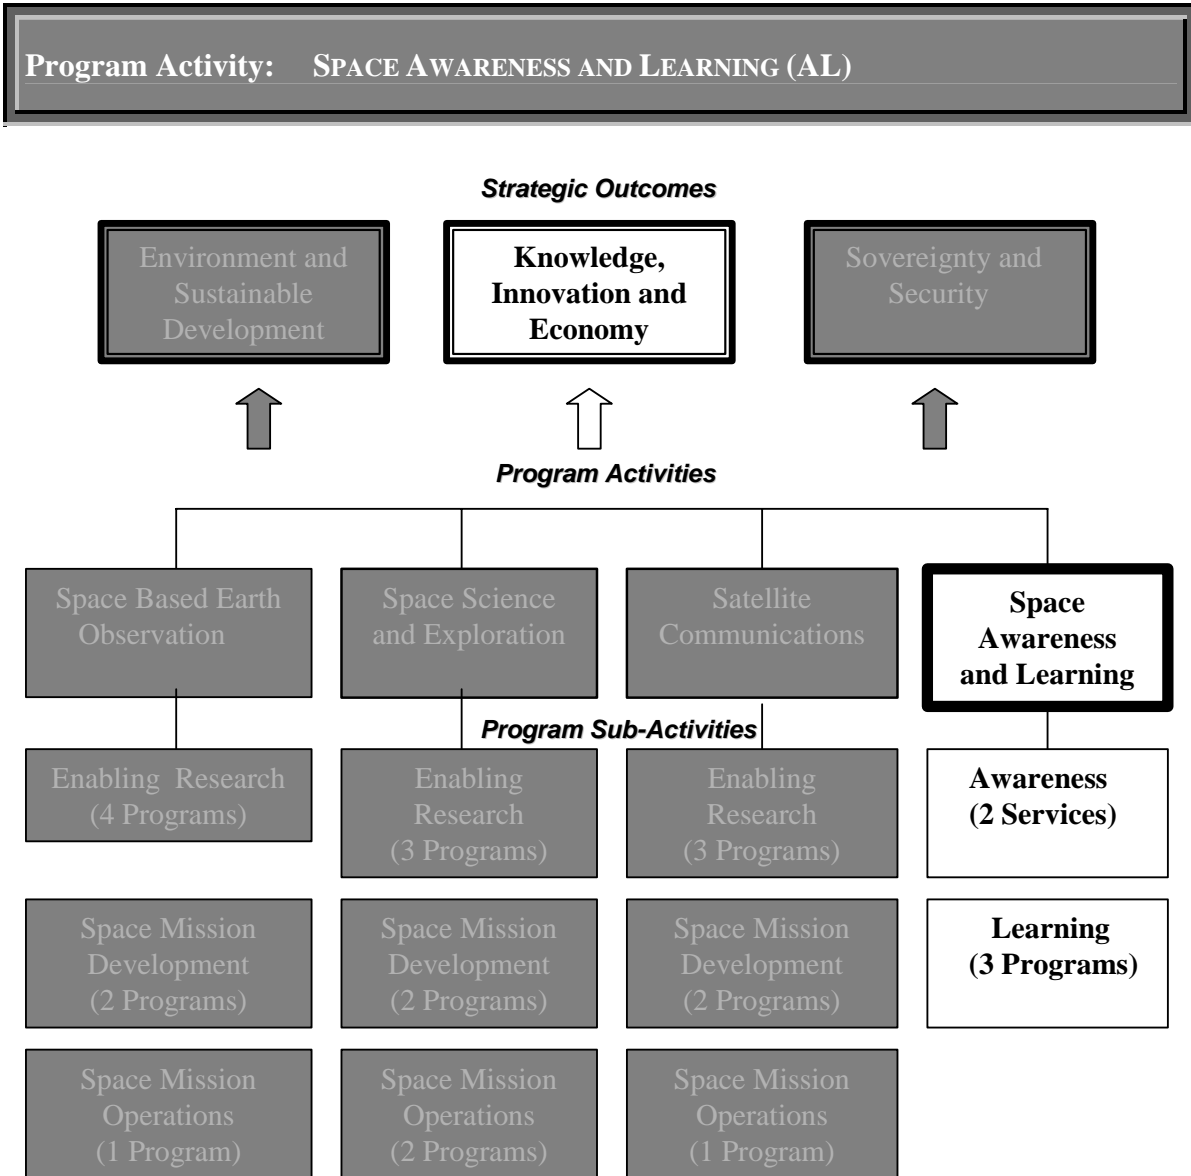 Program Activity: SPACE AWARENESS AND LEARNING (AL)
Strategic Outcomes
Environment and
Sustainable
Development
Knowledge,
Innovation and
Economy
Sovereignty and
Security
Program Activities
Space Based Earth
Observation
Space Science
and Exploration
Satellite
Communications
Space
Awareness
and Learning
Program Sub-Activities
Enabling Research
(4 Programs)
Enabling
Research
(3 Programs)
Enabling
Research
(3 Programs)
Awareness
(2 Services)
Space Mission
Development
(2 Programs)
Space Mission
Development
(2 Programs)
Space Mission
Development
(2 Programs)
Learning
(3 Programs)
Space Mission
Operations
(1 Program)
Space Mission
Operations
(2 Programs)
Space Mission
Operations
(1 Program)